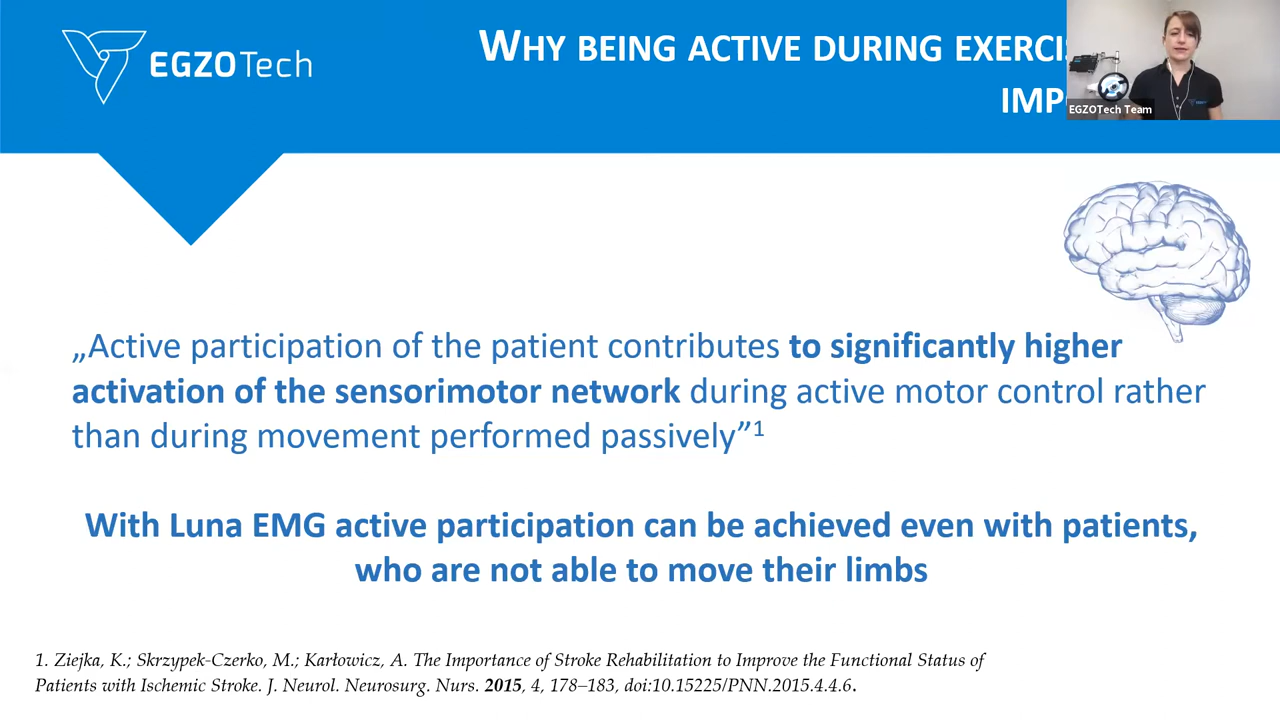 EGZOTech
WHY BEING ACTIVE DURING
EGZOTech Team
„Active participation of the patient contributes to significantly higher
activation of the sensorimotor network during active motor control rather
than during movement performed passively”1
With Luna EMG active participation can be achieved even with patients,
who are not able to move their limbs
1. Ziejka, K.; Skrzypek-Czerko, M.; Karłowicz, A. The Importance of Stroke Rehabilitation to Improve the Functional Status of
Patients with Ischemic Stroke. J. Neurol. Neurosurg. Nurs. 2015, 4, 178–183, doi:10.15225/PNN.2015.4.4.6.